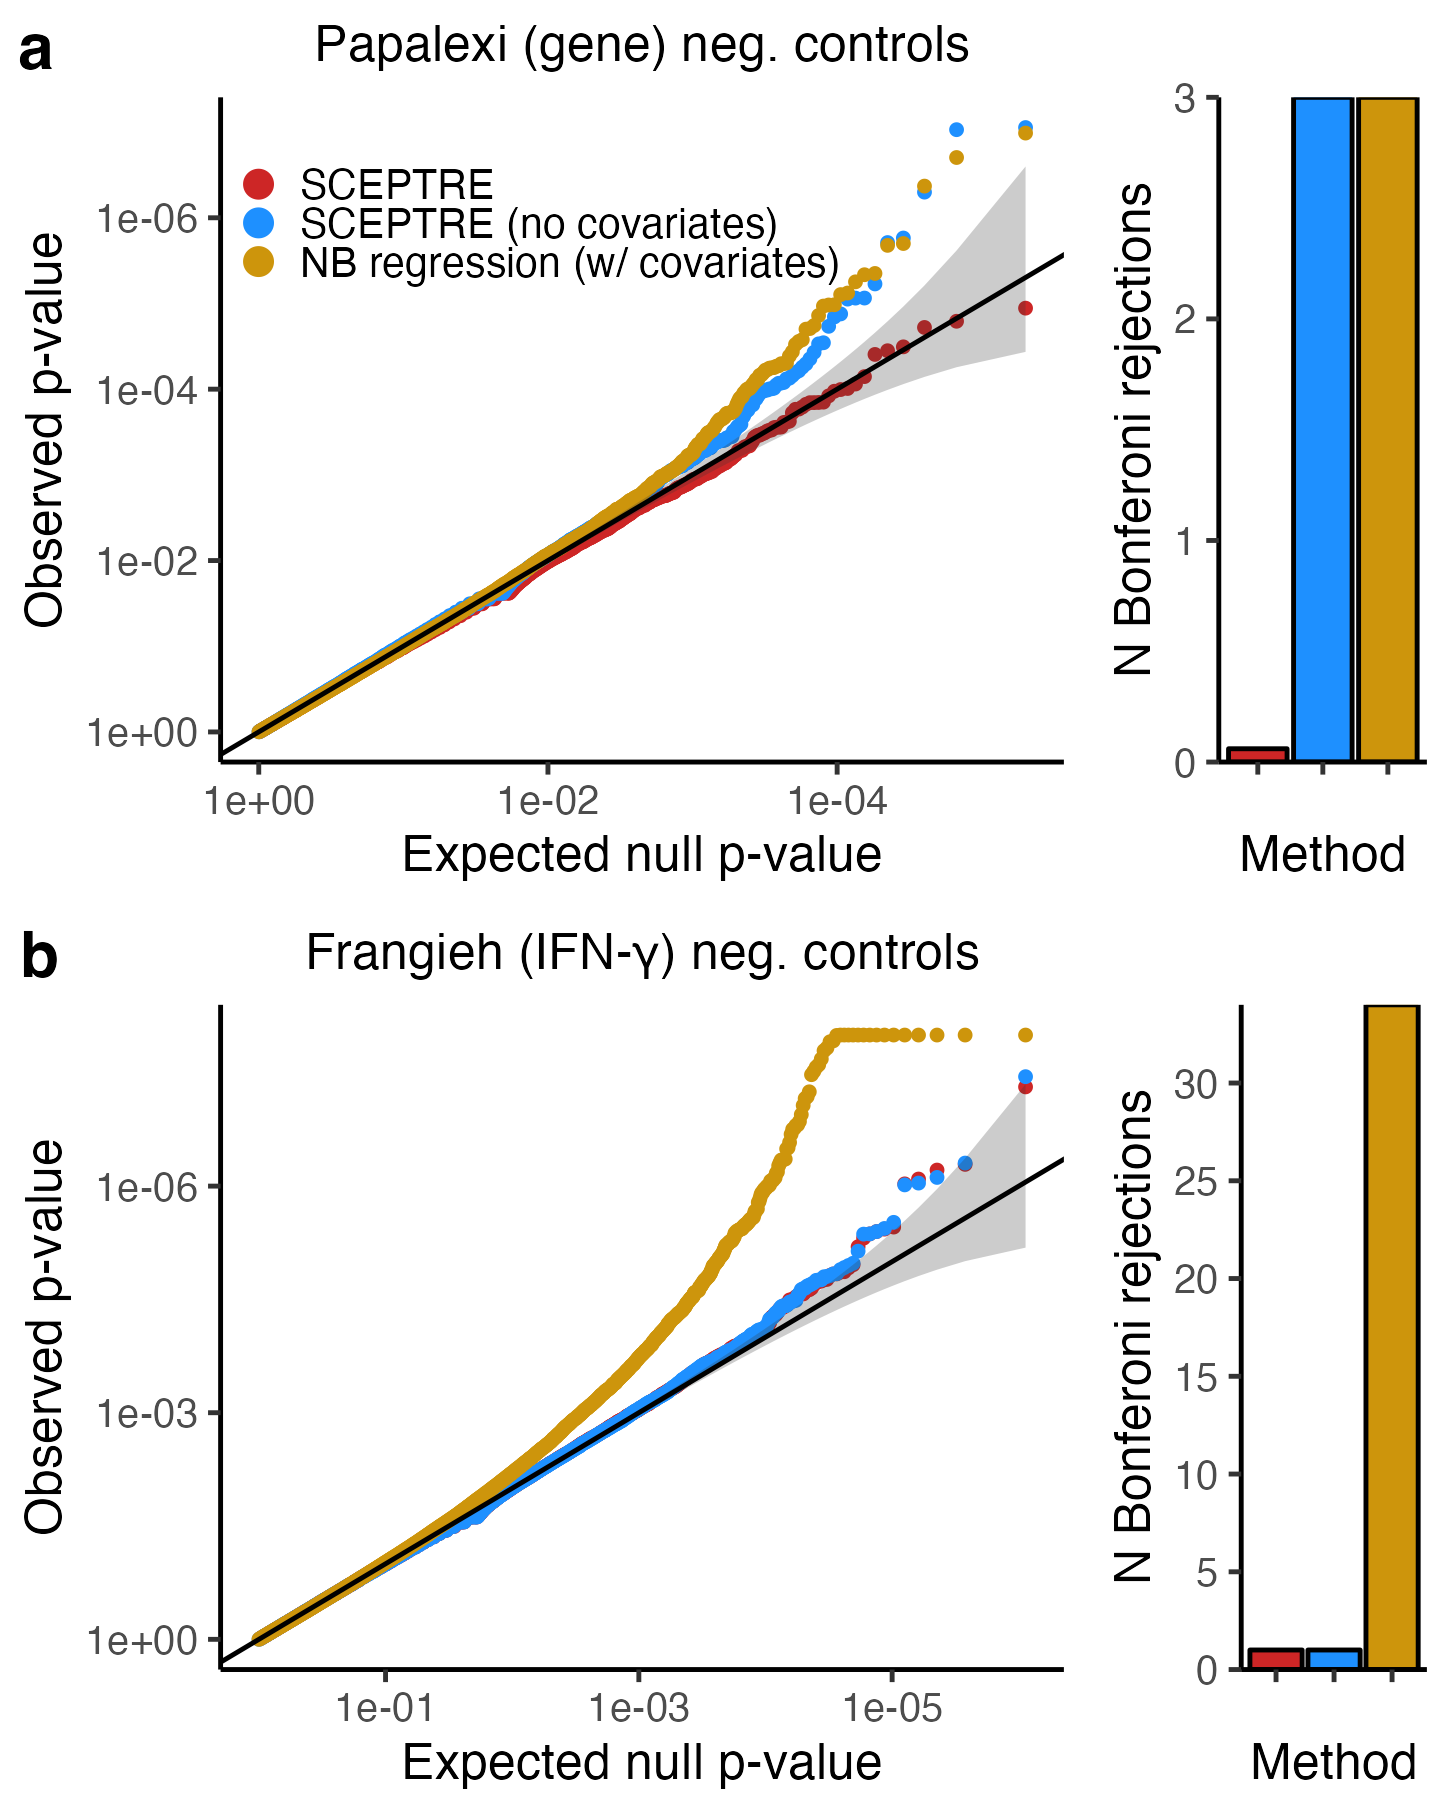 a
Papalexi (gene) neg. controls
SCEPTRE
SCEPTRE (no covariates)
NB regression (w/ covariates)
Observed p-value
1e-06
1e-04
1e-02
1e+00
1e+00
1e-02
1e-04
Expected null p-value
N Bonferoni rejections
3
2
1
0
Method
b
Frangieh (IFN-γ) neg. controls
Observed p-value
1e-06
1e-03
1e+00
1e-01
1e-03
1e-05
Expected null p-value
N Bonferoni rejections
30
25
20
15
10
5
0
Method